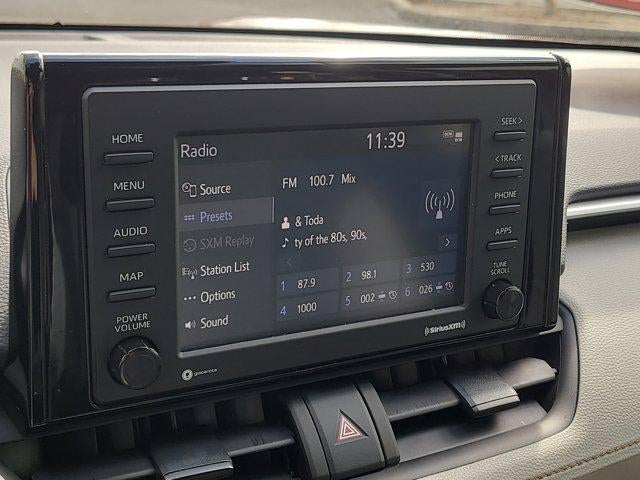 HOME
MENU
AUDIO
MAP
POWER
VOLUME
Radio
11:39
Source
Presets
SXM Replay
Station List
Options
Sound
FM 100.7 Mix
& Toda
ty of the 80s, 90s,
1 87.9
2 98.1
3 530
4 1000
5 002
6 026
SEEK >
< TRACK
PHONE
APPS
TUNE
SCROLL
gracenote
((SiriusXM))